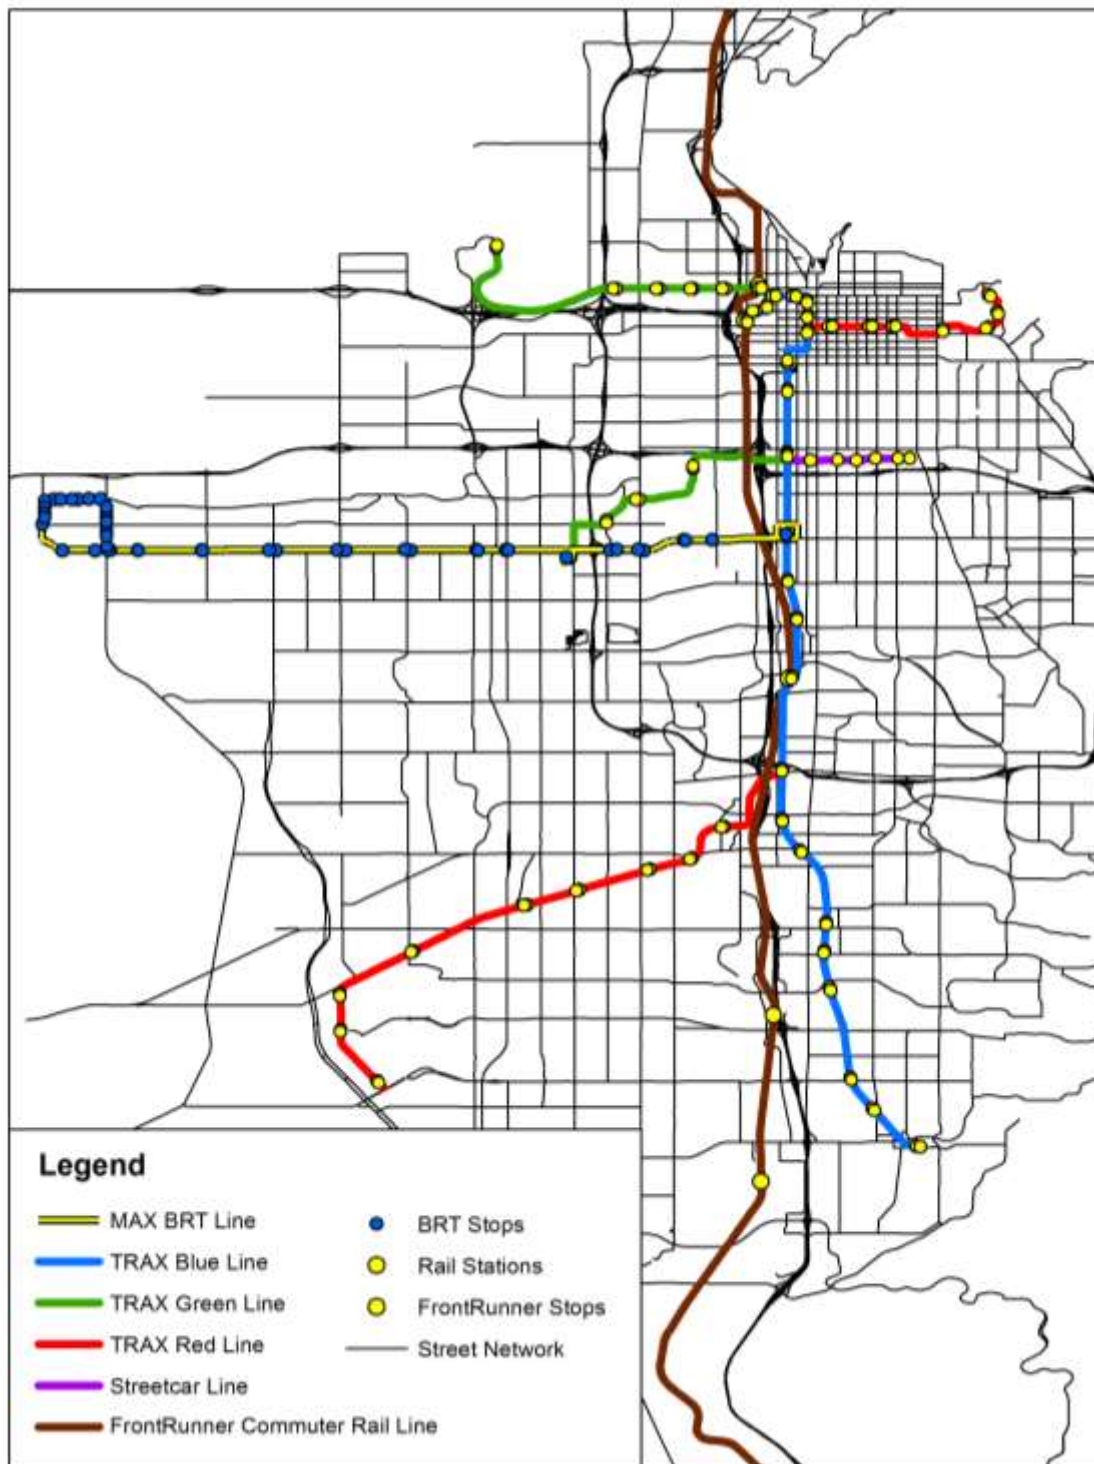 Legend
MAX BRT Line
TRAX Blue Line
TRAX Green Line
TRAX Red Line
Streetcar Line
FrontRunner Commuter Rail Line
BRT Stops
Rail Stations
FrontRunner Stops
Street Network